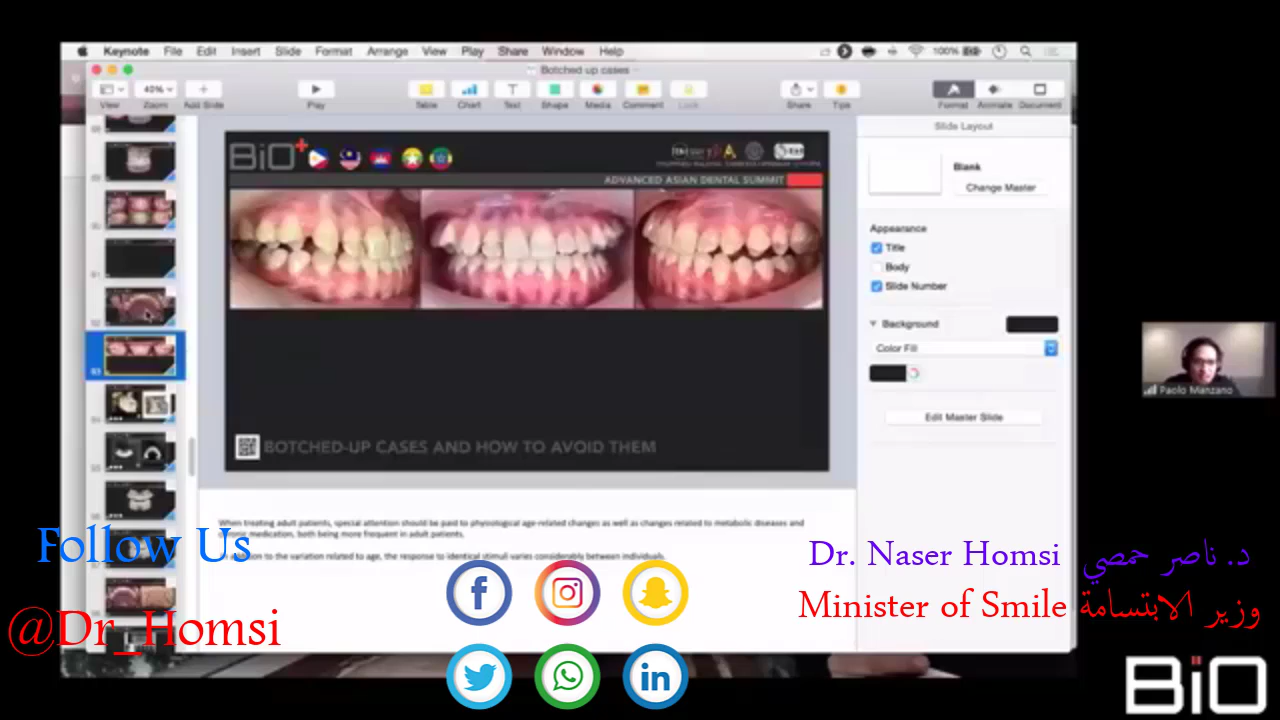 Keynote File Edit Insert Slide Format Arrange View Play Share Window Help
100%
Botched up cases
40%
View Zoom Add Slide Play Table Chart Text Shape Media Comment Lock Share Tips Format Animate Document
Slide Layout
BiO
ADVANCED ASIAN DENTAL SUMMIT
Blank
Change Master
Appearance
Title
Body
Slide Number
Background
Color Fill
Edit Master Slide
BOTCHED-UP CASES AND HOW TO AVOID THEM
Paolo Manzano
When treating adult patients, special attention should be paid to physiological age-related changes as well as changes related to metabolic diseases and
chronic medication, both being more frequent in adult patients.
to the variation related to age, the response to identical stimuli varies considerably between individuals.
Follow Us
@Dr_Homsi
Dr. Naser Homsi د. ناصر حمصي
Minister of Smile وزير الابتسامة
BiO